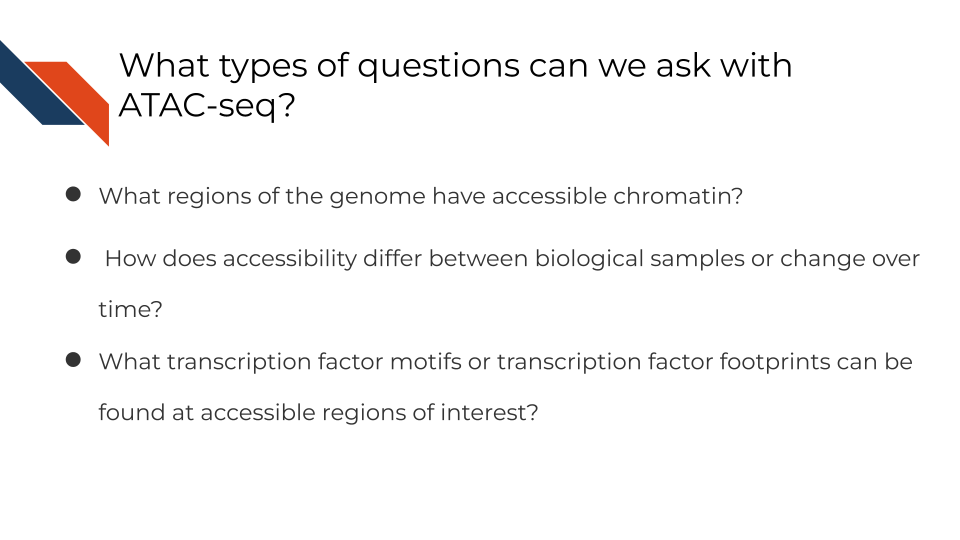 What types of questions can we ask with
ATAC-seq?
● What regions of the genome have accessible chromatin?
● How does accessibility differ between biological samples or change over
time?
● What transcription factor motifs or transcription factor footprints can be
found at accessible regions of interest?